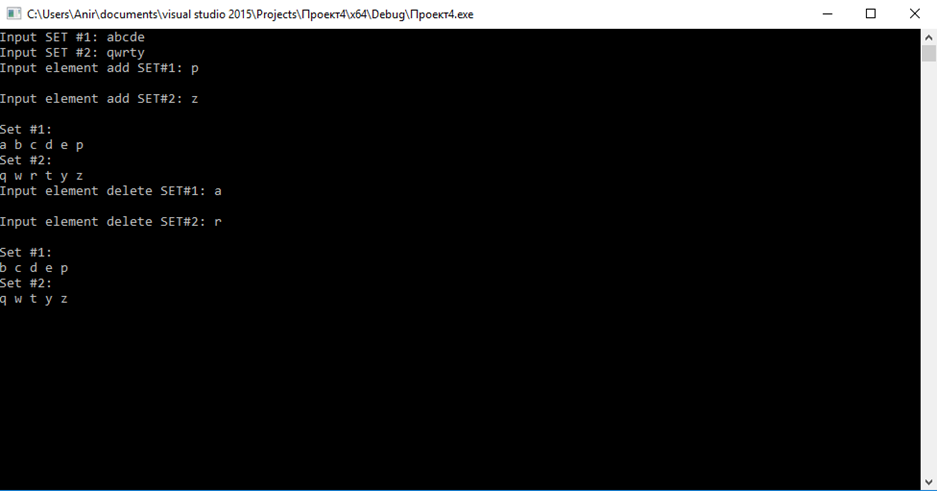 C:\Users\Anir\documents\visual studio 2015\Projects\Проект4\x64\Debug\Проект4.exe
Input SET #1: abcde
Input SET #2: qwrty
Input element add SET#1: p
Input element add SET#2: z
Set #1:
a b c d e p
Set #2:
q w r t y z
Input element delete SET#1: a
Input element delete SET#2: r
Set #1:
b c d e p
Set #2:
q w t y z